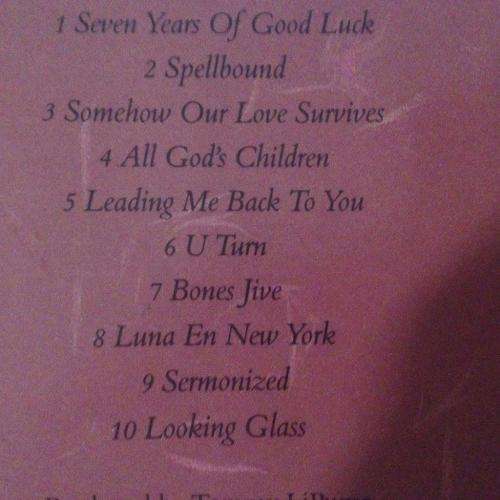 1 Seven Years Of Good Luck
2 Spellbound
3 Somehow Our Love Survives
4 All God's Children
5 Leading Me Back To You
6 U Turn
7 Bones Jive
8 Luna En New York
9 Sermonized
10 Looking Glass